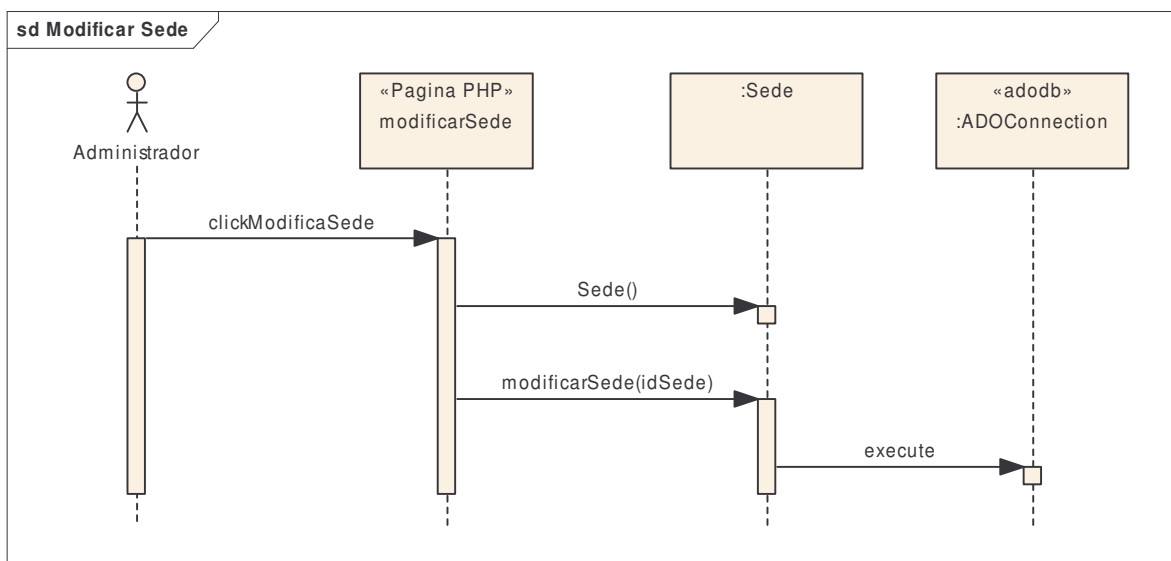 sd Modificar Sede
Administrador
«Pagina PHP»
modificarSede
:Sede
«adodb»
:ADOConnection
clickModificaSede
Sede()
modificarSede(idSede)
execute